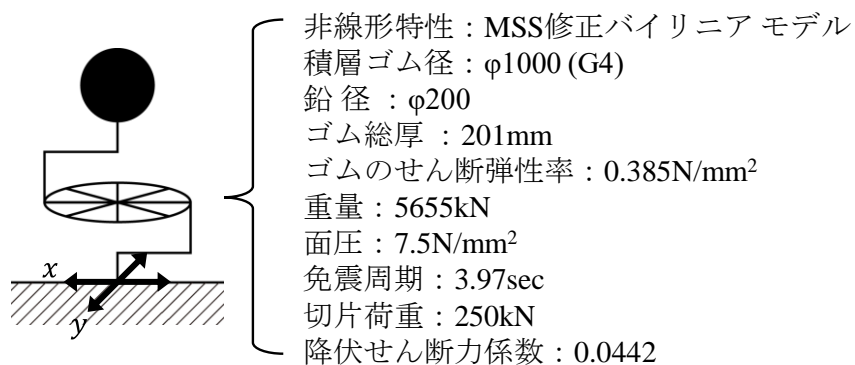 非線形特性：MSS修正バイリニア モデル
積層ゴム径：φ1000 (G4)
鉛 径 ：φ200
ゴム総厚 ：201mm
ゴムのせん断弾性率：0.385N/mm²
重量：5655kN
面圧：7.5N/mm²
免震周期：3.97sec
切片荷重：250kN
降伏せん断力係数：0.0442
x
y